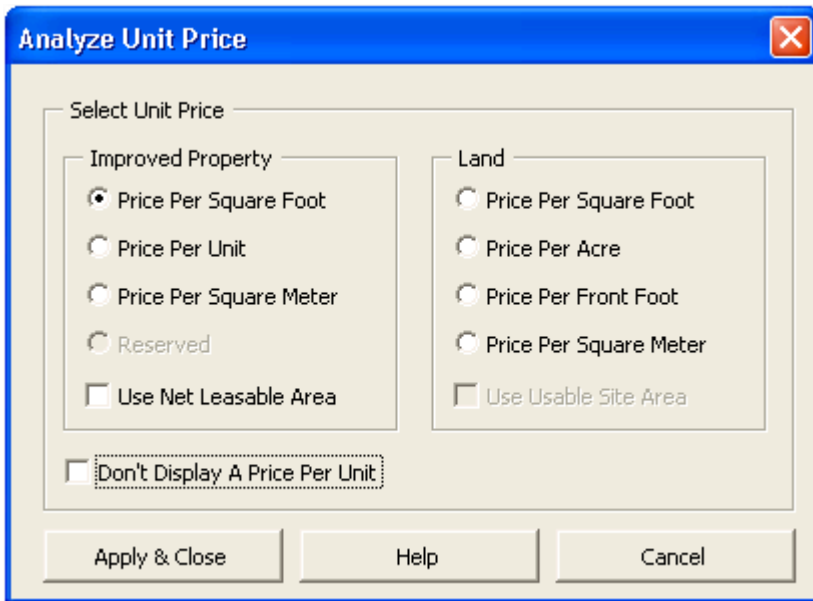 Analyze Unit Price
Select Unit Price
Improved Property
Price Per Square Foot
Price Per Unit
Price Per Square Meter
Reserved
Use Net Leasable Area
Land
Price Per Square Foot
Price Per Acre
Price Per Front Foot
Price Per Square Meter
Use Usable Site Area
Don't Display A Price Per Unit
Apply & Close
Help
Cancel